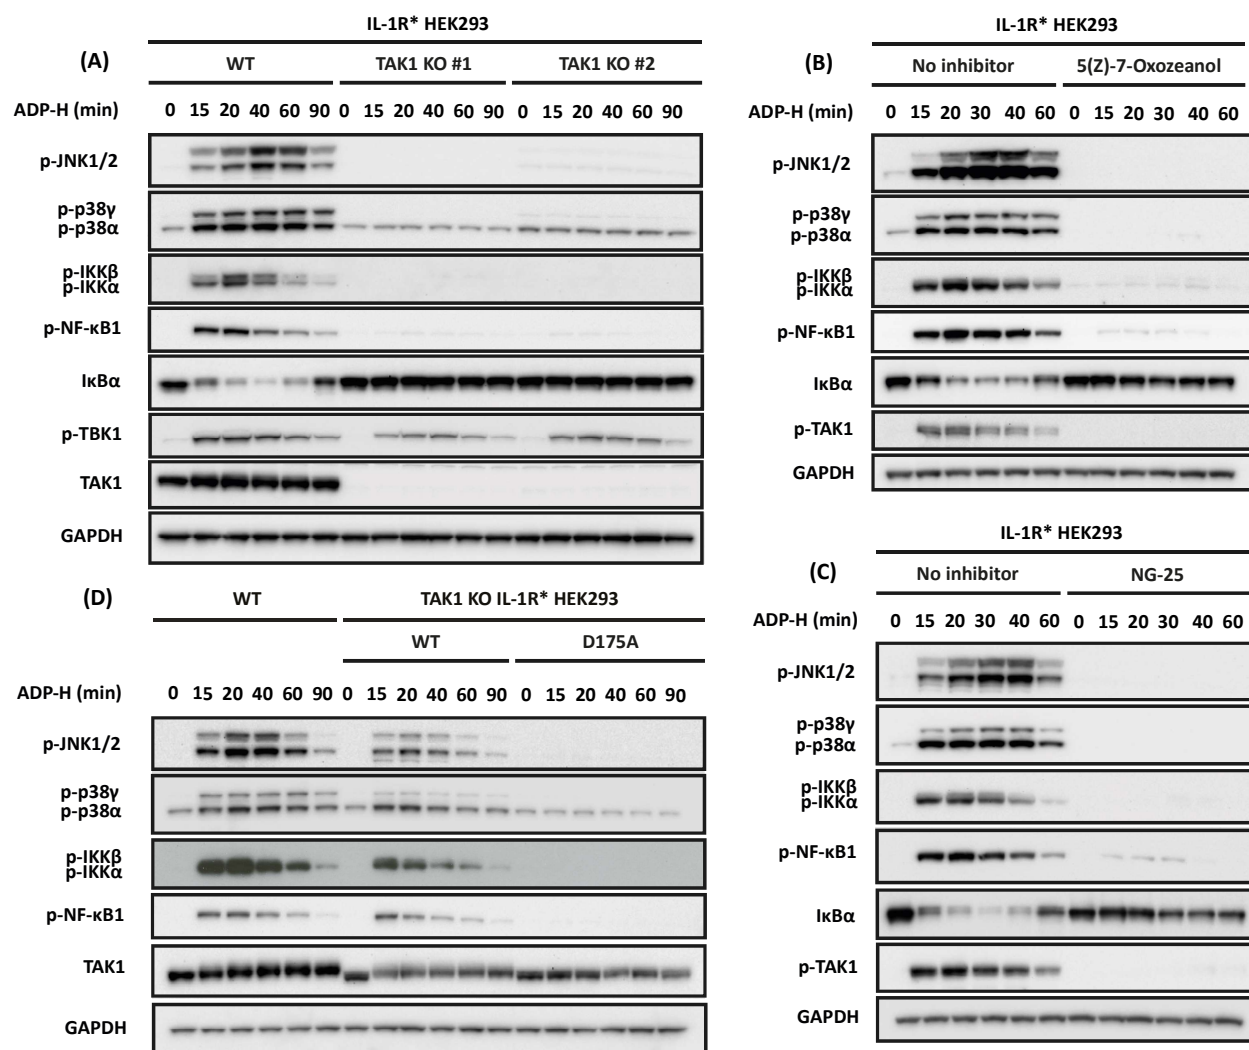 IL-1R* HEK293
(A)
WT TAK1 KO #1 TAK1 KO #2
ADP-H (min) 0 15 20 40 60 90 0 15 20 40 60 90 0 15 20 40 60 90
p-JNK1/2
p-p38γ
p-p38α
p-IKKβ
p-IKKα
p-NF-κB1
IκBα
p-TBK1
TAK1
GAPDH
IL-1R* HEK293
(B)
No inhibitor 5(Z)-7-Oxozeanol
ADP-H (min) 0 15 20 30 40 60 0 15 20 30 40 60
p-JNK1/2
p-p38γ
p-p38α
p-IKKβ
p-IKKα
p-NF-κB1
IκBα
p-TAK1
GAPDH
IL-1R* HEK293
(C)
No inhibitor NG-25
ADP-H (min) 0 15 20 30 40 60 0 15 20 30 40 60
p-JNK1/2
p-p38γ
p-p38α
p-IKKβ
p-IKKα
p-NF-κB1
IκBα
p-TAK1
GAPDH
(D)
WT TAK1 KO IL-1R* HEK293
WT D175A
ADP-H (min) 0 15 20 40 60 90 0 15 20 40 60 90 0 15 20 40 60 90
p-JNK1/2
p-p38γ
p-p38α
p-IKKβ
p-IKKα
p-NF-κB1
TAK1
GAPDH